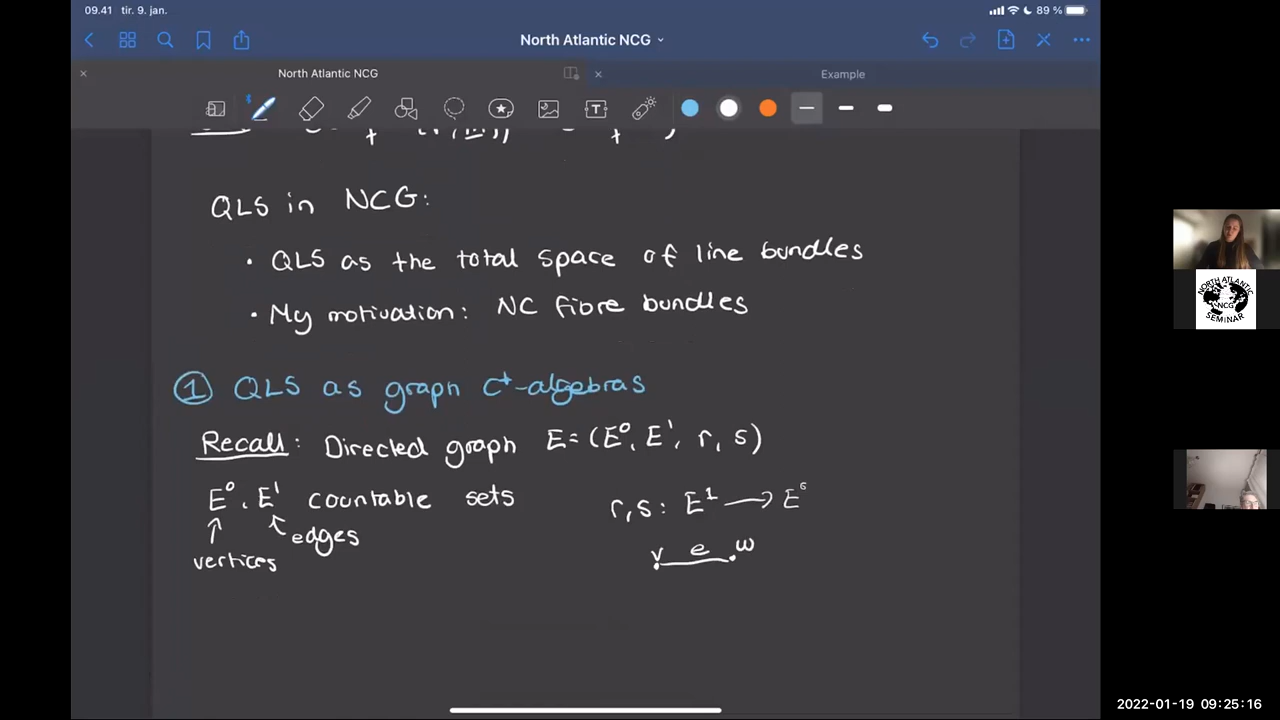 09.41 tir. 9. jan.
89 %
North Atlantic NCG
North Atlantic NCG
Example
QLS in NCG:
• QLS as the total space of line bundles
• My motivation: NC fibre bundles
① QLS as graph C*-algebras
Recall: Directed graph E=(E⁰, E¹, r, s)
E⁰, E¹ countable sets
r,s: E¹ → E⁰
vertices
edges
v e w
NORTH ATLANTIC
NCG
SEMINAR
2022-01-19 09:25:16